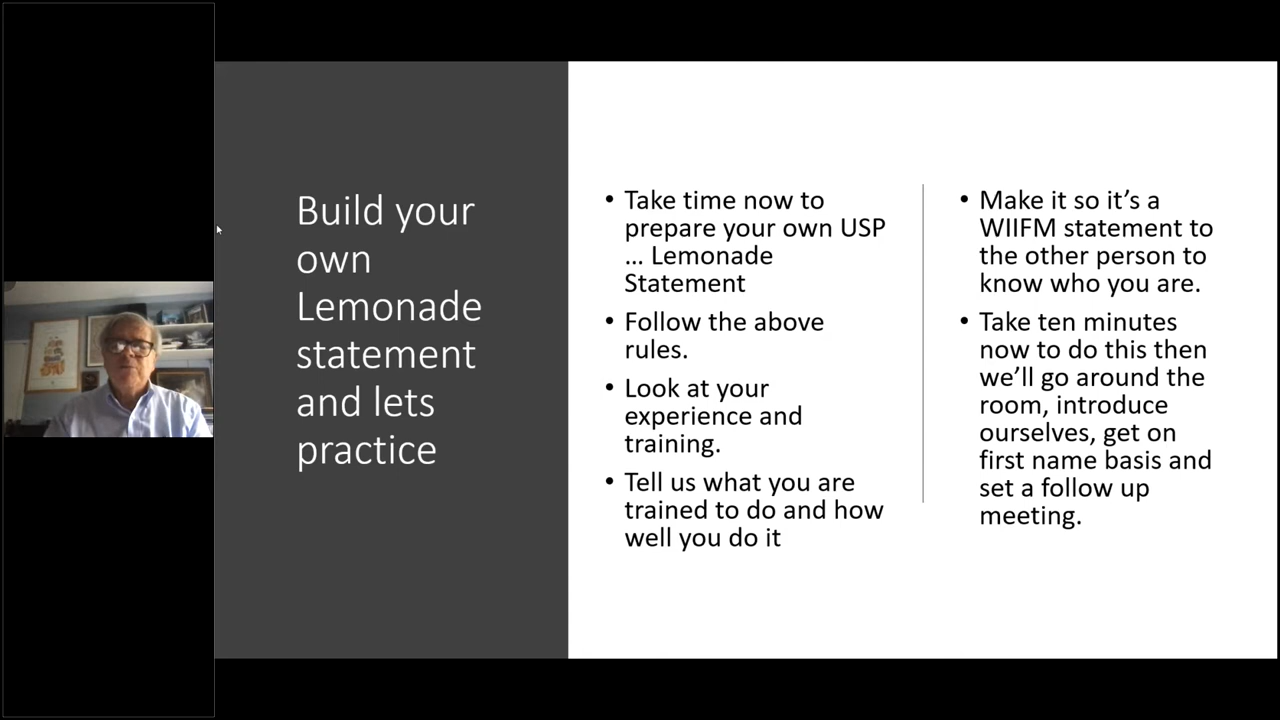 Build your
own
Lemonade
statement
and lets
practice
• Take time now to
prepare your own USP
… Lemonade
Statement
• Follow the above
rules.
• Look at your
experience and
training.
• Tell us what you are
trained to do and how
well you do it
• Make it so it’s a
WIIFM statement to
the other person to
know who you are.
• Take ten minutes
now to do this then
we’ll go around the
room, introduce
ourselves, get on
first name basis and
set a follow up
meeting.